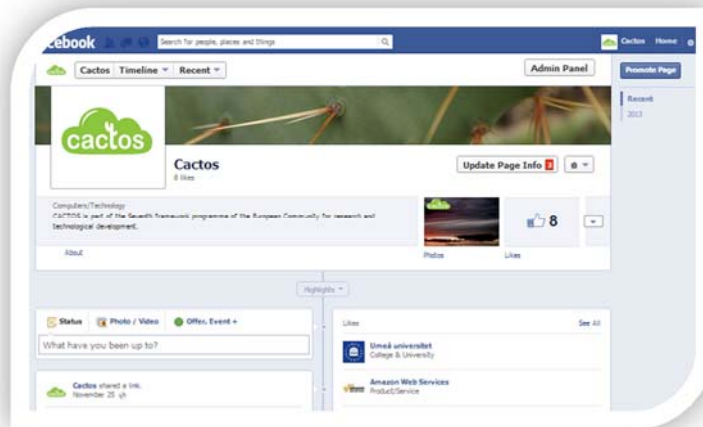 cebook
Search for people, places and things
Cactos Home
Cactos Timeline Recent
Admin Panel
Promote Page
Recent
2013
cactos
Cactos
8 likes
Update Page Info 3
Computers/Technology
CACTOS is part of the Seventh framework programme of the European Community for research and
technological development.
cactos
8
About
Photos
Likes
Highlights
Status Photo / Video Offer, Event +
What have you been up to?
Likes See All
Umeå universitet
College & University
Amazon Web Services
Product/Service
Cactos shared a link.
November 25